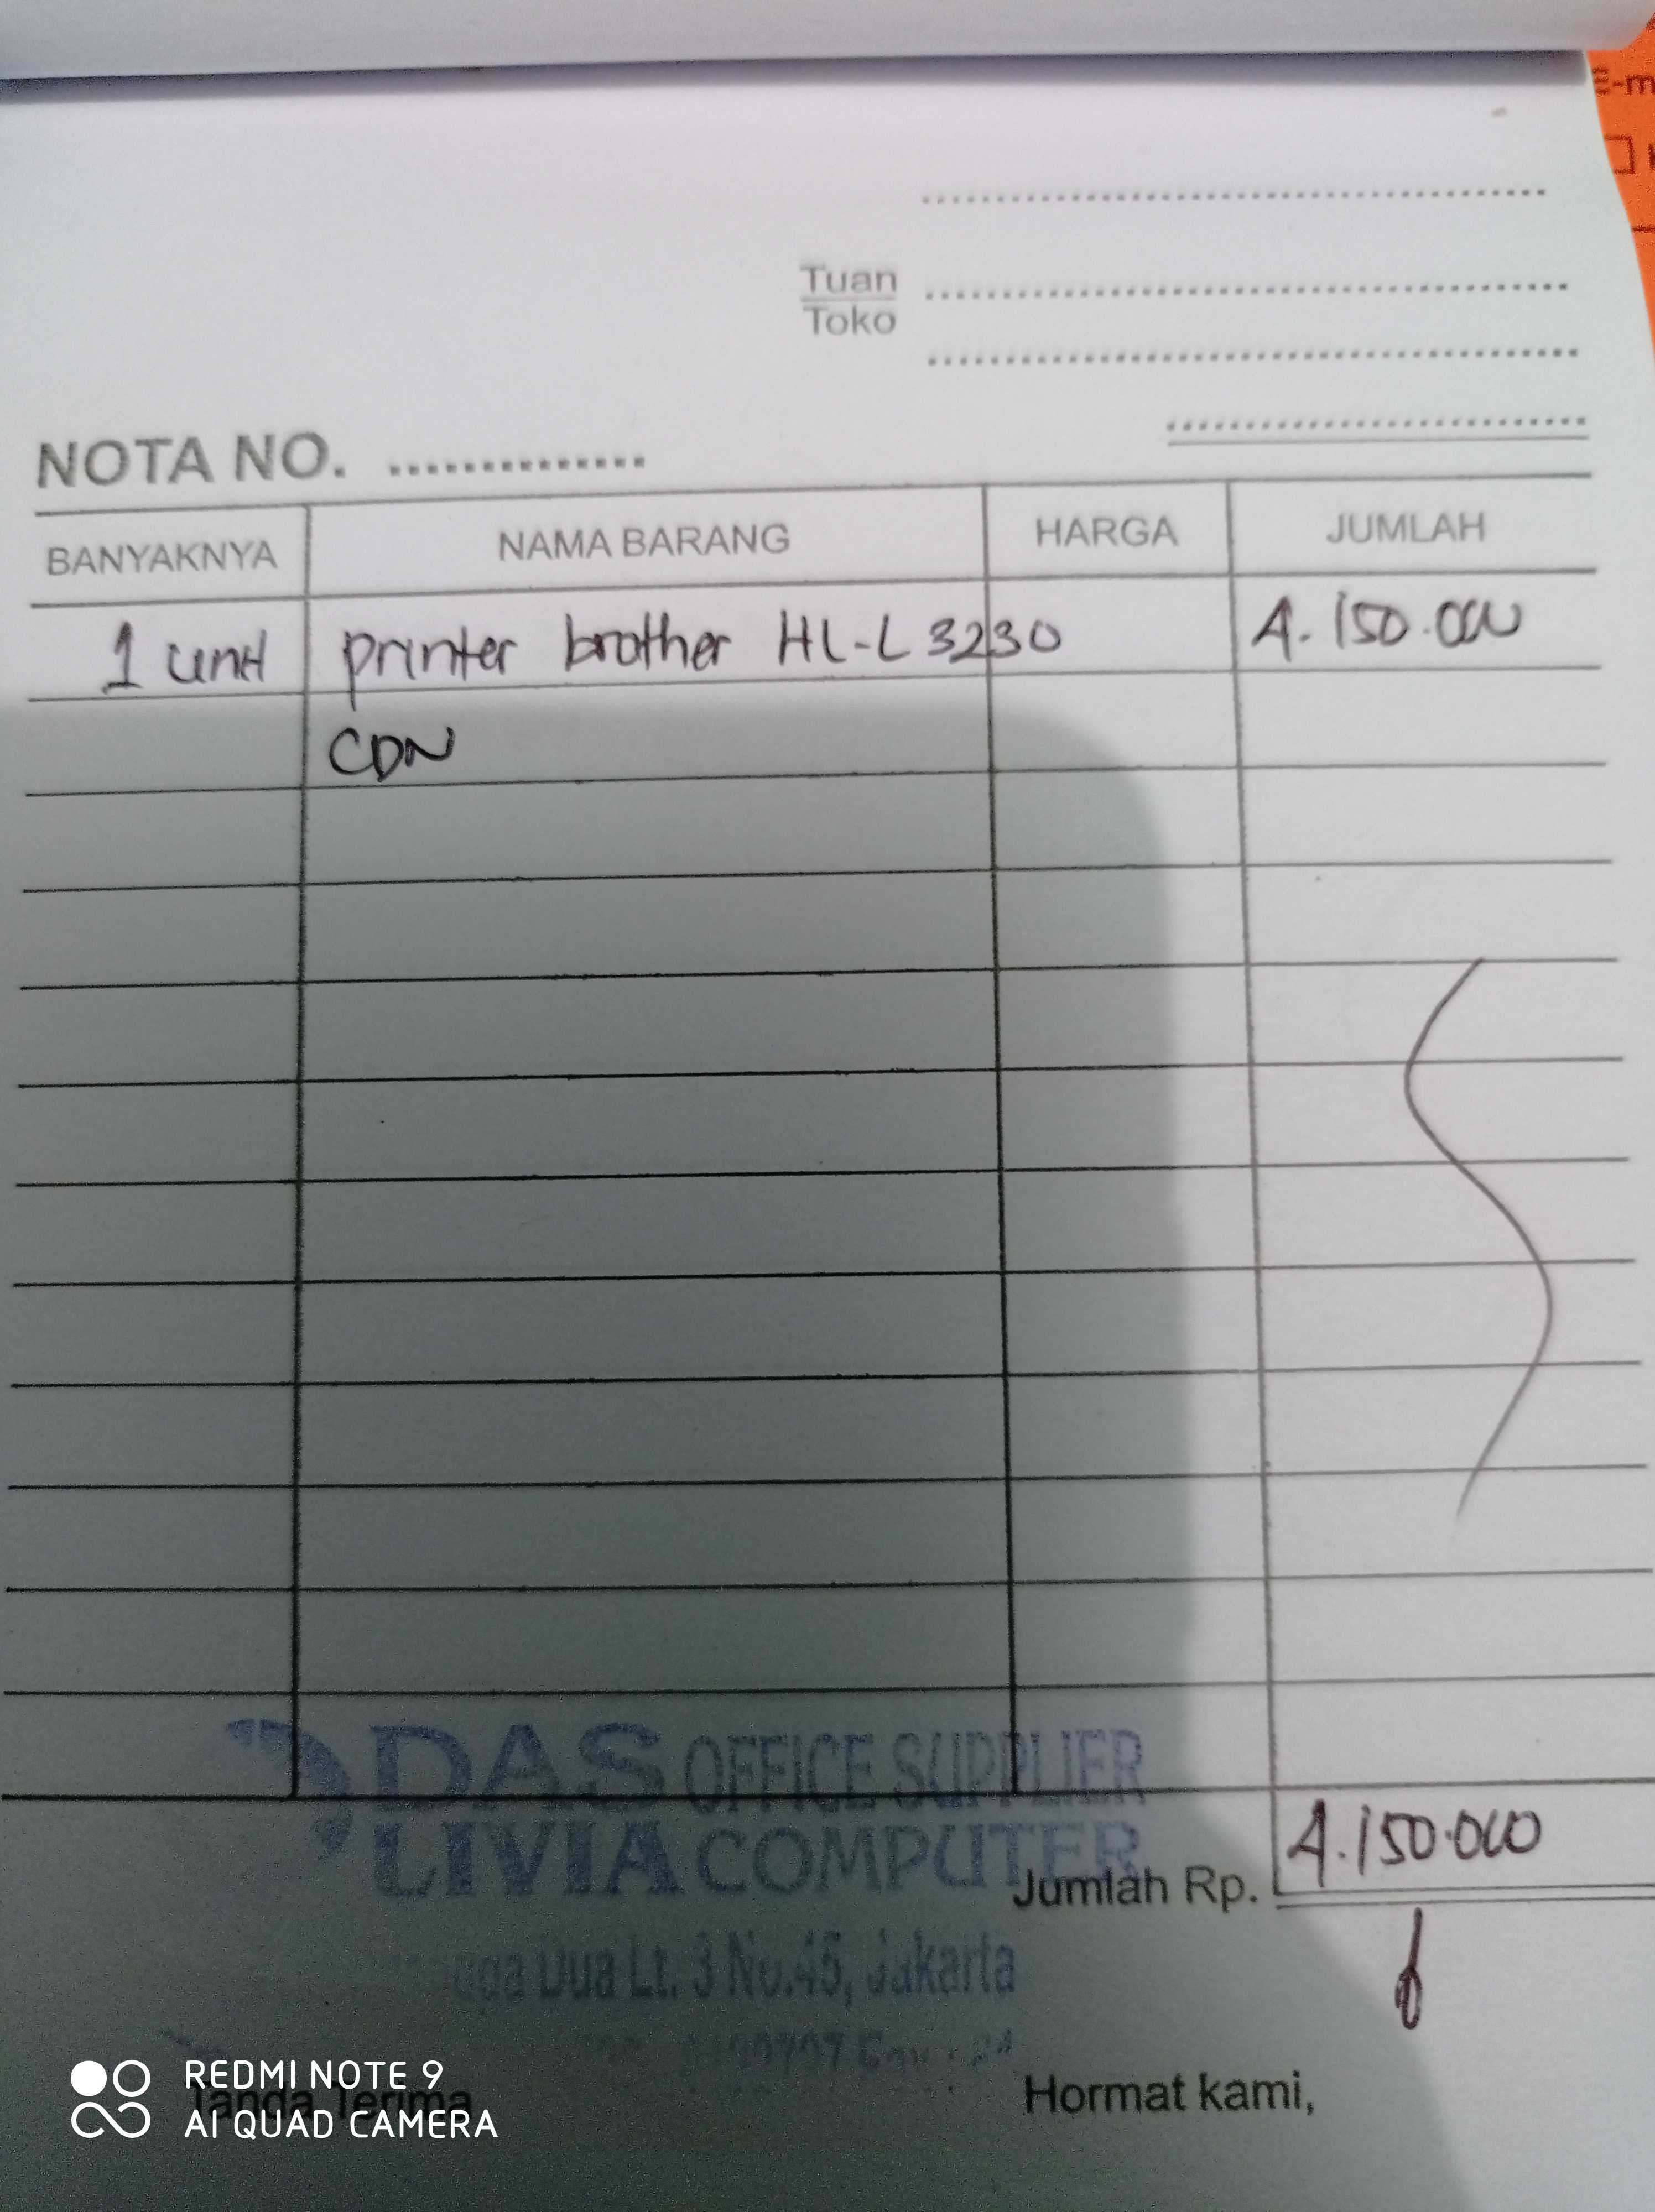 E-m
Tuan
Toko
NOTA NO. ..............
BANYAKNYA NAMA BARANG HARGA JUMLAH
1 unit printer brother HL-L 3230 4.150.000
CDN
DAS OFFICE SUPPLIER
LIVIA COMPUTER
Jumlah Rp. 4.150.000
Dua Lt. 3 No.45, Jakarta
Tanda Terima Hormat kami,
REDMI NOTE 9
AI QUAD CAMERA